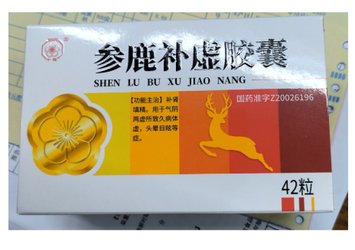 参鹿补虚胶囊
SHEN LU BU XU JIAO NANG
【功能主治】补肾
填精。用于气阴
两虚所致久病体
虚，头晕目眩等
症。
国药准字Z20026196
42粒